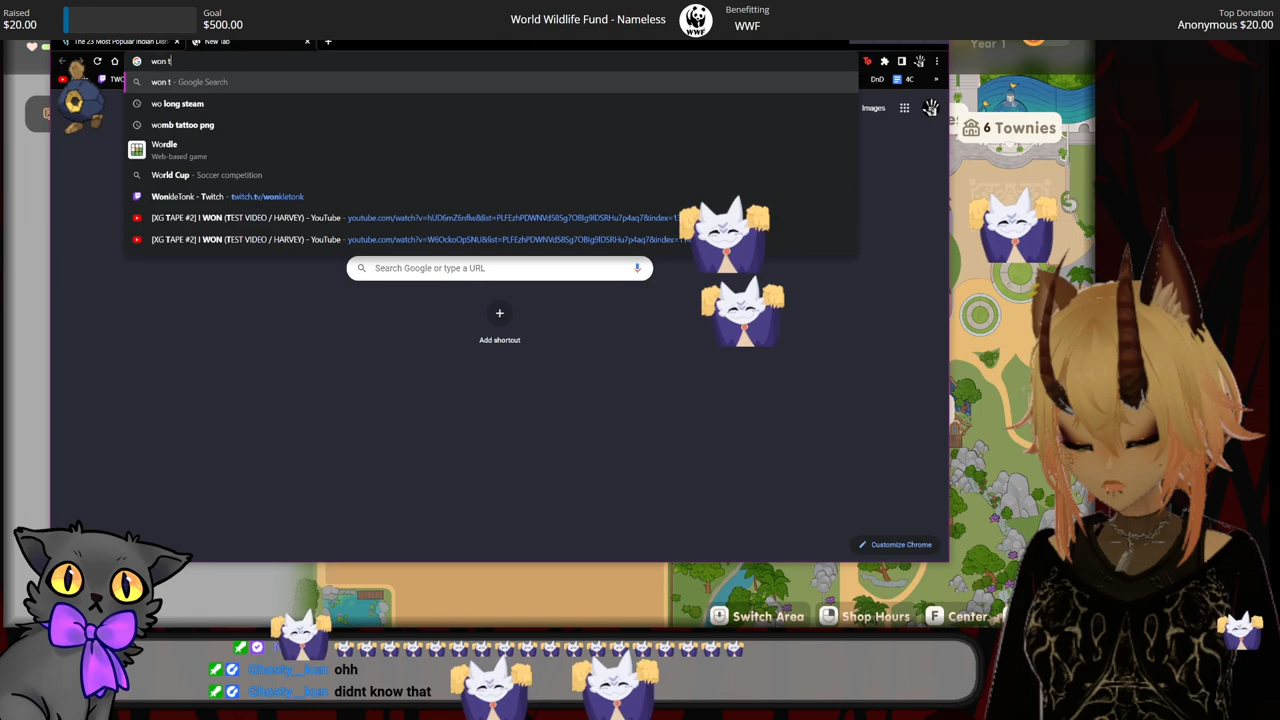 Raised
$20.00
Goal
$500.00
World Wildlife Fund - Nameless
WWF
Benefitting
WWF
Top Donation
Anonymous $20.00
The 23 Most Popular Indian Dis
New Tab
Year 1
won t
DnD
4C
»
won t - Google Search
wo long steam
womb tattoo png
Wordle
Web-based game
World Cup - Soccer competition
WonkleTonk - Twitch - twitch.tv/wonkletonk
[XG TAPE #2] I WON (TEST VIDEO / HARVEY) - YouTube
[XG TAPE #2] I WON (TEST VIDEO / HARVEY) - YouTube
Images
6 Townies
Search Google or type a URL
Add shortcut
Customize Chrome
Switch Area
Shop Hours
F
Center
ohh
didnt know that